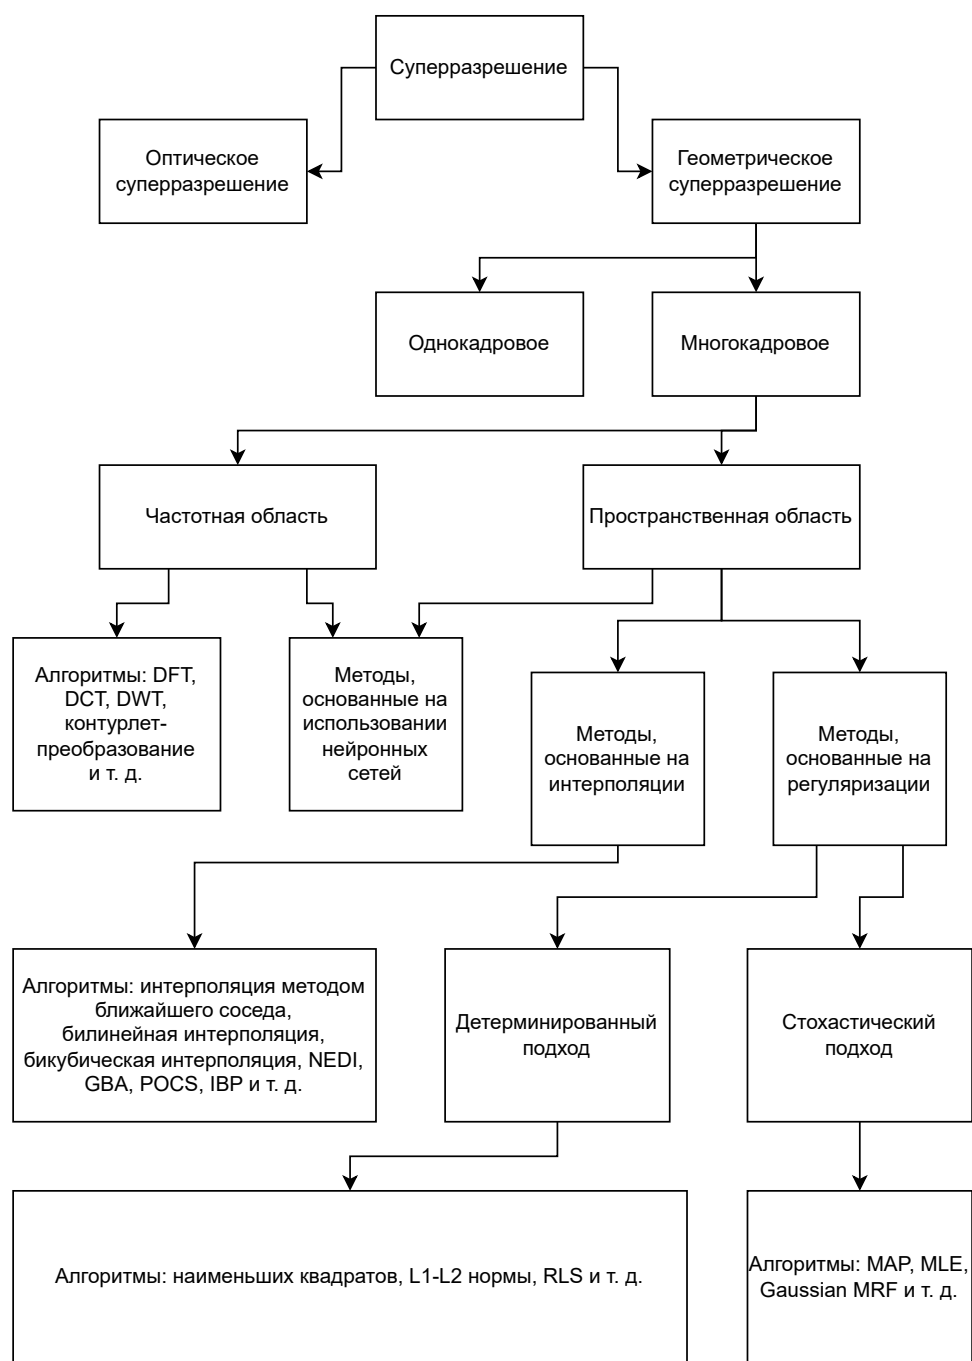 Суперразрешение
Оптическое
суперразрешение
Геометрическое
суперразрешение
Однокадровое
Многокадровое
Частотная область
Пространственная область
Алгоритмы: DFT,
DCT, DWT,
контурлет-
преобразование
и т. д.
Методы,
основанные на
использовании
нейронных
сетей
Методы,
основанные на
интерполяции
Методы,
основанные на
регуляризации
Алгоритмы: интерполяция методом
ближайшего соседа,
билинейная интерполяция,
бикубическая интерполяция, NEDI,
GBA, POCS, IBP и т. д.
Детерминированный
подход
Стохастический
подход
Алгоритмы: наименьших квадратов, L1-L2 нормы, RLS и т. д.
Алгоритмы: MAP, MLE,
Gaussian MRF и т. д.